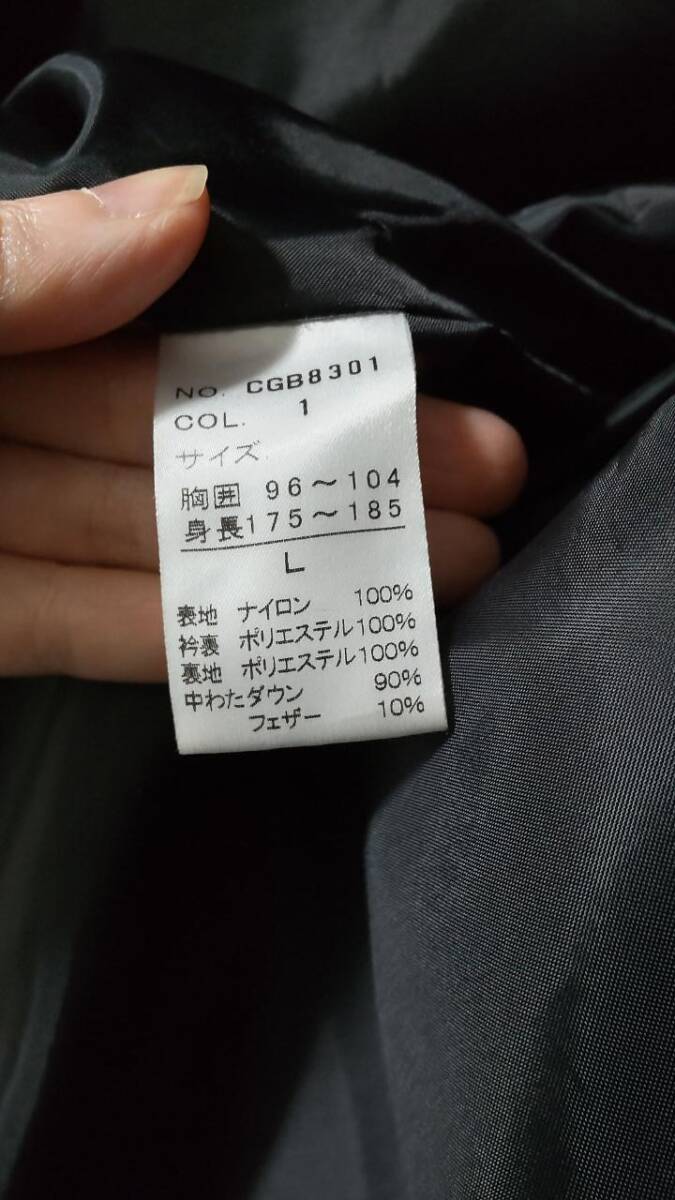 NO. CGB8301
COL. 1
サイズ
胸囲 96～104
身長175～185
L
表地 ナイロン 100%
衿裏 ポリエステル100%
裏地 ポリエステル100%
中わたダウン 90%
フェザー 10%